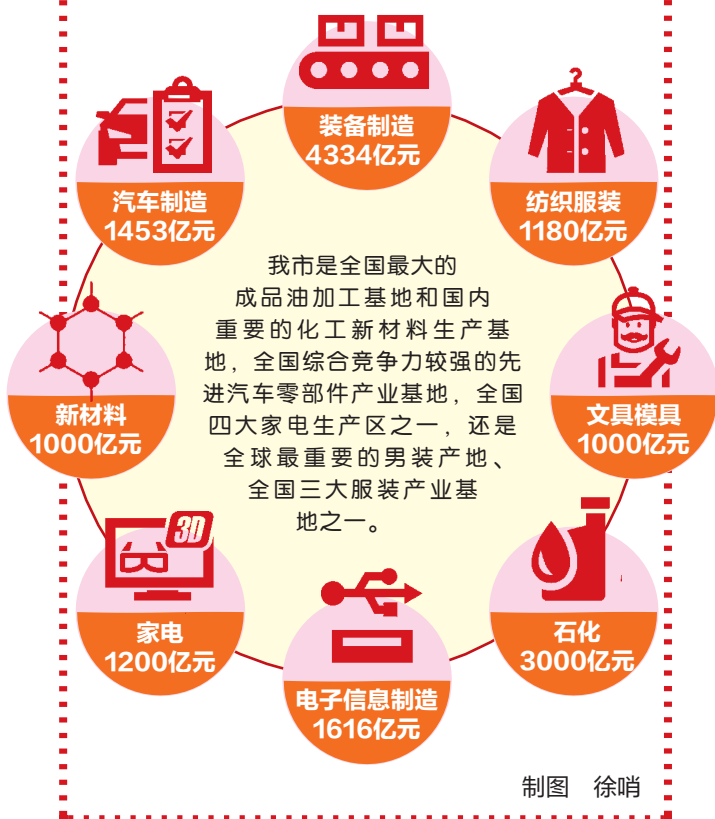 装备制造
4334亿元
汽车制造
1453亿元
纺织服装
1180亿元
我市是全国最大的
成品油加工基地和国内
重要的化工新材料生产基
地，全国综合竞争力较强的先
进汽车零部件产业基地，全国
四大家电生产区之一，还是
全球最重要的男装产地、
全国三大服装产业基
地之一。
新材料
1000亿元
文具模具
1000亿元
3D
家电
1200亿元
石化
3000亿元
电子信息制造
1616亿元
制图 徐哨